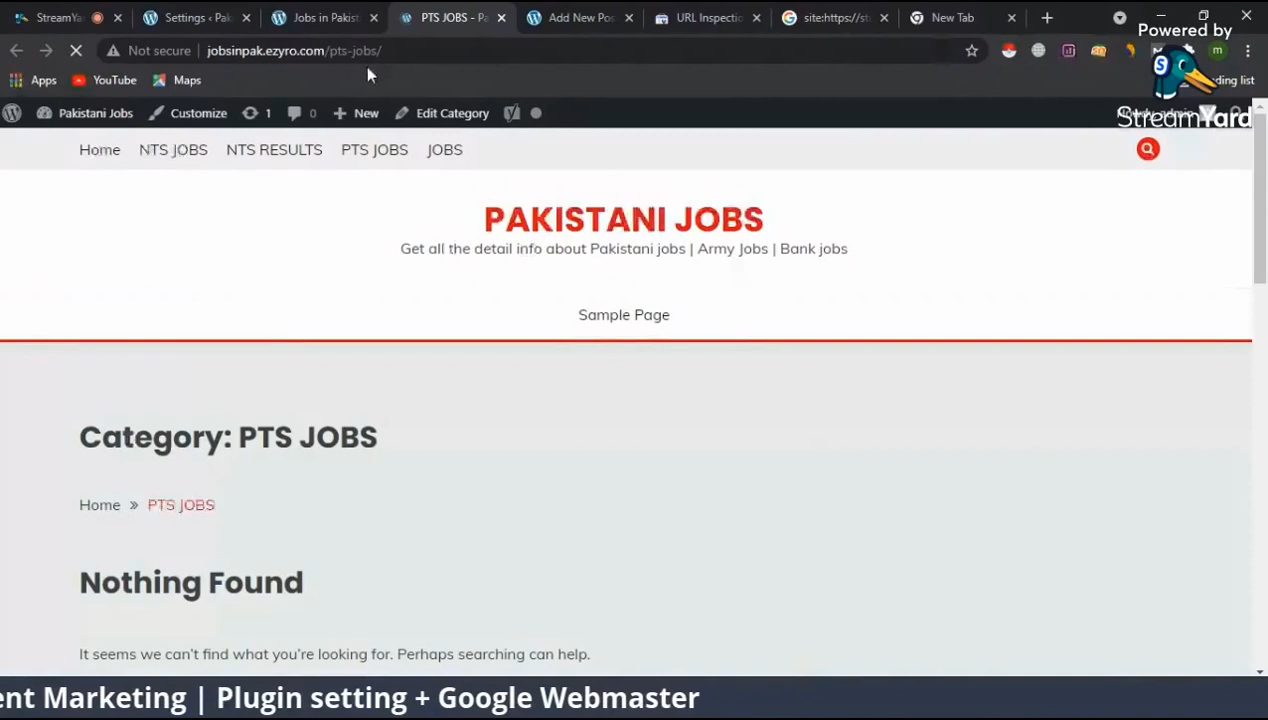 StreamYa
Settings ‹ Pak
Jobs in Pakist
PTS JOBS - Pa
Add New Pos
URL Inspectio
site:https://st
New Tab
Powered by
Not secure
jobsinpak.ezyro.com/pts-jobs/
m
Apps
YouTube
Maps
ding list
StreamYard
Pakistani Jobs
Customize
1
0
New
Edit Category
Home
NTS JOBS
NTS RESULTS
PTS JOBS
JOBS
PAKISTANI JOBS
Get all the detail info about Pakistani jobs | Army Jobs | Bank jobs
Sample Page
Category: PTS JOBS
Home » PTS JOBS
Nothing Found
It seems we can't find what you're looking for. Perhaps searching can help.
ent Marketing | Plugin setting + Google Webmaster